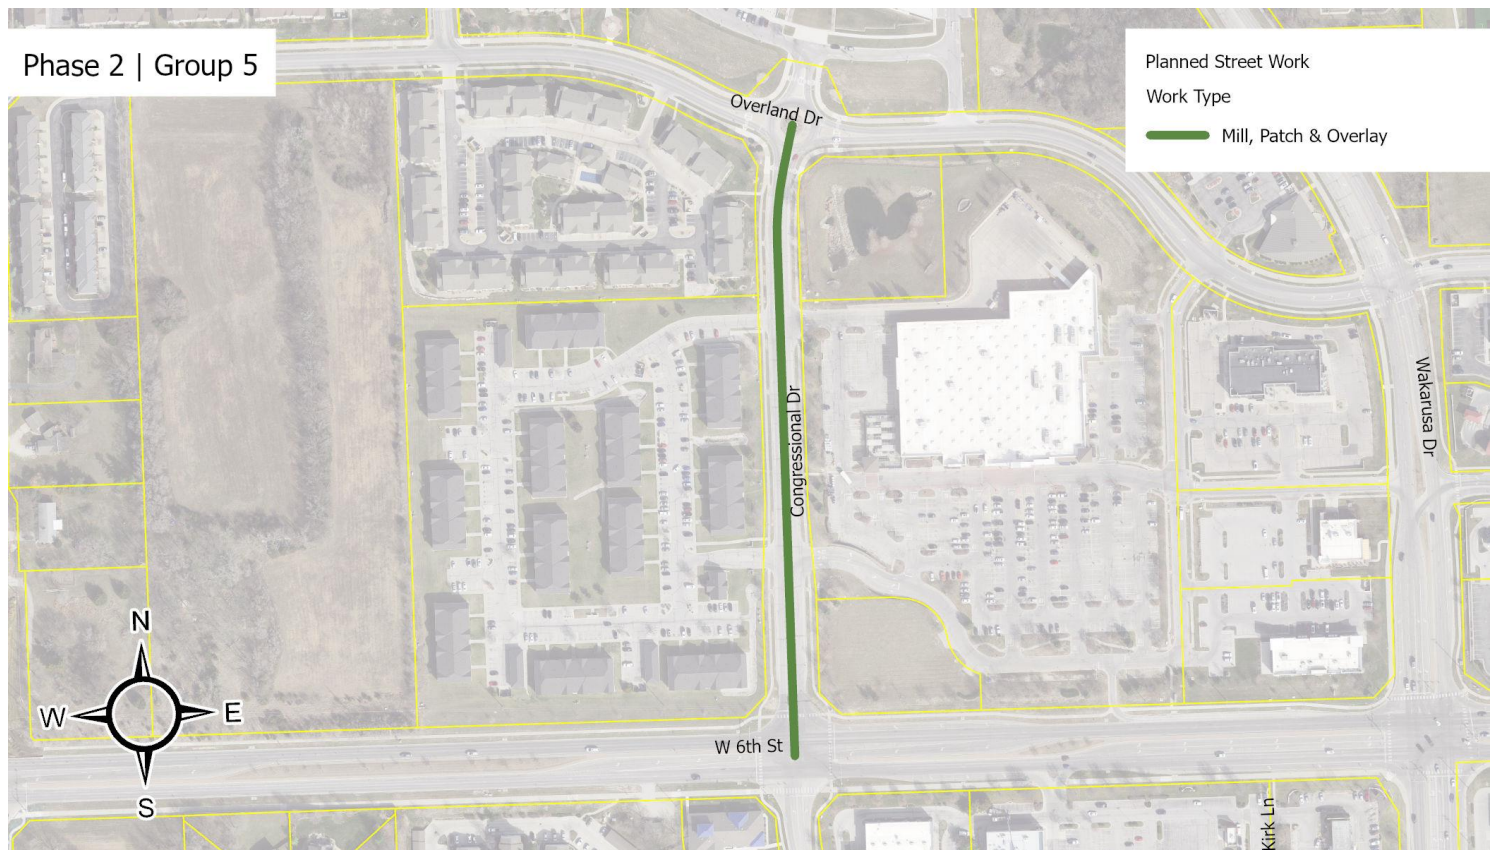 Phase 2 | Group 5
Planned Street Work
Work Type
Mill, Patch & Overlay
Overland Dr
Congressional Dr
Wakarusa Dr
N
W
E
S
W 6th St
Kirk Ln